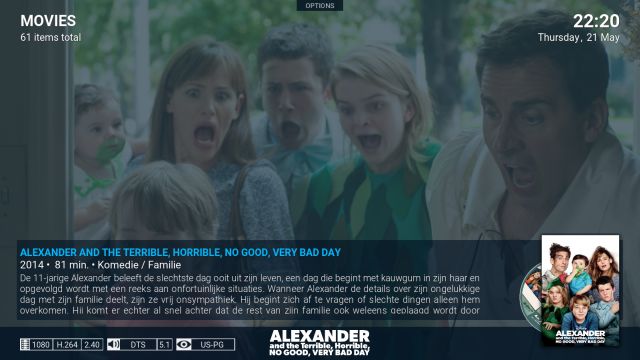 OPTIONS
MOVIES
22:20
61 items total
Thursday, 21 May
ALEXANDER AND THE TERRIBLE, HORRIBLE, NO GOOD, VERY BAD DAY
2014 • 81 min. • Komedie / Familie
De 11-jarige Alexander beleeft de slechtste dag ooit uit zijn leven, een dag die begint met kauwgum in zijn haar en
opgevolgd wordt met een reeks aan onfortuinlijke situaties. Wanneer Alexander de details over zijn ongelukkige
dag met zijn familie deelt, zijn ze vrij onsympathiek. Hij begint zich af te vragen of slechte dingen alleen hem
overkomen. Hij komt er echter al snel achter dat de rest van zijn familie ook weleens geplaagd wordt door
1080 H.264 2.40 DTS 5.1 US-PG
ALEXANDER
and the Terrible, Horrible,
NO GOOD, VERY BAD DAY
ALEXANDER
and the Terrible, Horrible,
NO GOOD, VERY BAD DAY